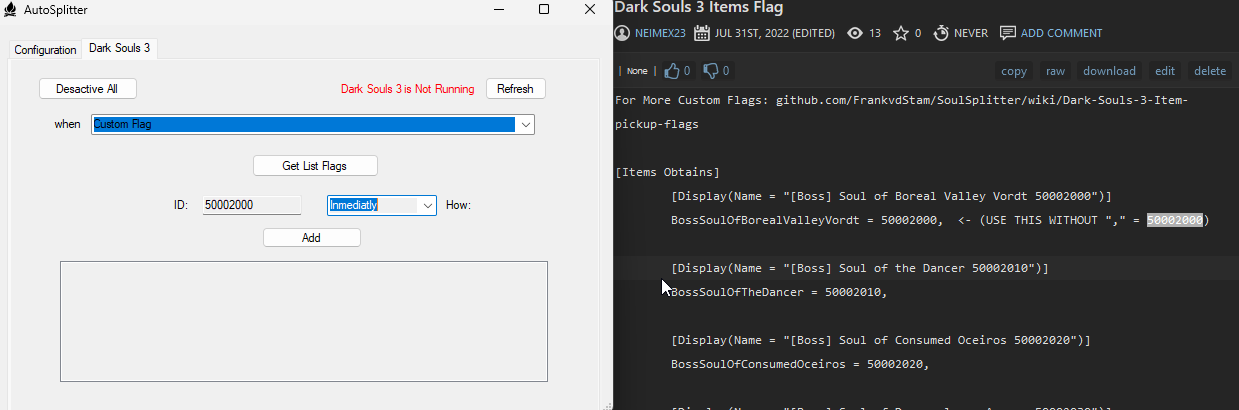 AutoSplitter
Configuration
Dark Souls 3
Desactive All
Dark Souls 3 is Not Running
Refresh
when
Custom Flag
Get List Flags
ID:
50002000
Inmediatly
How:
Add
Dark Souls 3 Items Flag
NEIMEX23 JUL 31ST, 2022 (EDITED) 13 0 NEVER ADD COMMENT
| None | 0 0 copy raw download edit delete
For More Custom Flags: github.com/FrankvdStam/SoulSplitter/wiki/Dark-Souls-3-Item-
pickup-flags
[Items Obtains]
[Display(Name = "[Boss] Soul of Boreal Valley Vordt 50002000")]
BossSoulOfBorealValleyVordt = 50002000, <- (USE THIS WITHOUT "," = 50002000)
[Display(Name = "[Boss] Soul of the Dancer 50002010")]
BossSoulOfTheDancer = 50002010,
[Display(Name = "[Boss] Soul of Consumed Oceiros 50002020")]
BossSoulOfConsumedOceiros = 50002020,